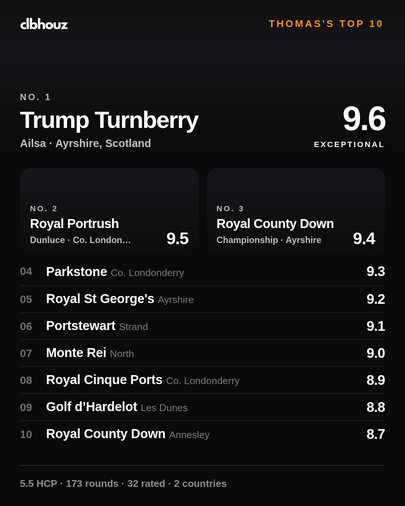 clbhouz
THOMAS'S TOP 10
NO. 1
Trump Turnberry
9.6
Ailsa · Ayrshire, Scotland
EXCEPTIONAL
NO. 2
Royal Portrush
Dunluce · Co. London…
9.5
NO. 3
Royal County Down
Championship · Ayrshire
9.4
04 Parkstone Co. Londonderry 9.3
05 Royal St George's Ayrshire 9.2
06 Portstewart Strand 9.1
07 Monte Rei North 9.0
08 Royal Cinque Ports Co. Londonderry 8.9
09 Golf d’Hardelot Les Dunes 8.8
10 Royal County Down Annesley 8.7
5.5 HCP · 173 rounds · 32 rated · 2 countries